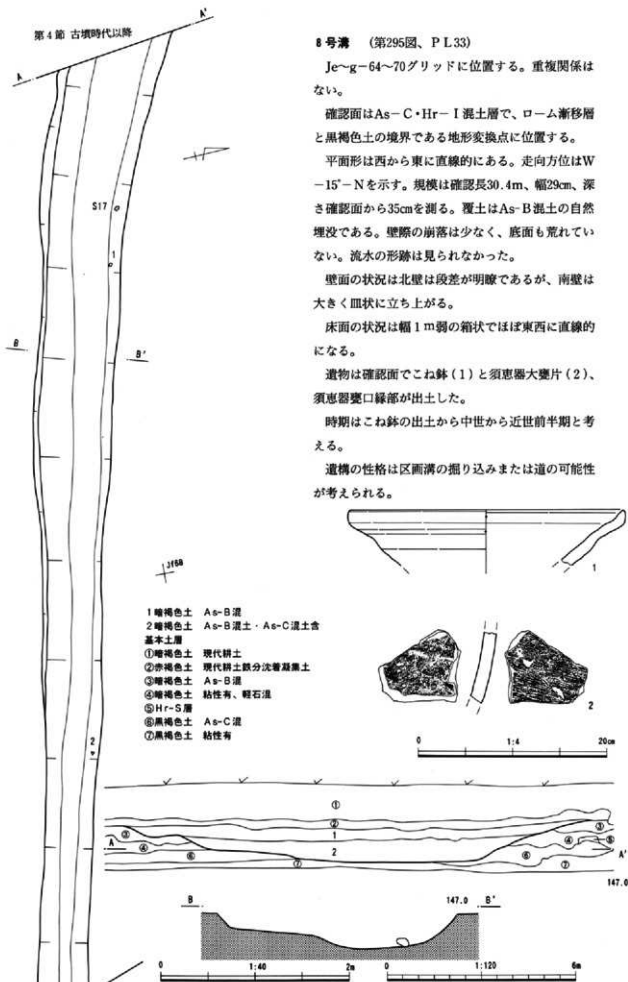 第4節 古墳時代以降
A
A'
S17
1
B
B'
Jf68
2
8号溝 (第295図、PL33)
Je~g-64~70グリッドに位置する。重複関係は
ない。
確認面はAs-C・Hr-I混土層で、ローム漸移層
と黒褐色土の境界である地形変換点に位置する。
平面形は西から東に直線的にある。走向方位はW
-15°-Nを示す。規模は確認長30.4m、幅29cm、深
さ確認面から35cmを測る。覆土はAs-B混土の自然
埋没である。壁際の崩落は少なく、底面も荒れてい
ない。流水の形跡は見られなかった。
壁面の状況は北壁は段差が明瞭であるが、南壁は
大きく皿状に立ち上がる。
床面の状況は幅1m弱の箱状でほぼ東西に直線的
になる。
遺物は確認面でこね鉢(1)と須恵器大甕片(2)、
須恵器甕口縁部が出土した。
時期はこね鉢の出土から中世から近世前半期と考
える。
遺構の性格は区画溝の掘り込みまたは道の可能性
が考えられる。
1
1暗褐色土 As-B混
2暗褐色土 As-B混土・As-C混土含
基本土層
①暗褐色土 現代耕土
②赤褐色土 現代耕土鉄分沈着凝集土
③暗褐色土 As-B混
④暗褐色土 粘性有、軽石混
⑤Hr-S層
⑥黒褐色土 As-C混
⑦黒褐色土 粘性有
2
0 1:4 20cm
①
②
③
1
③
A
④
2
④
⑤
⑥
⑥
A'
⑦
⑦
147.0
B
147.0
B'
0 1:40 2m
0 1:120 6m